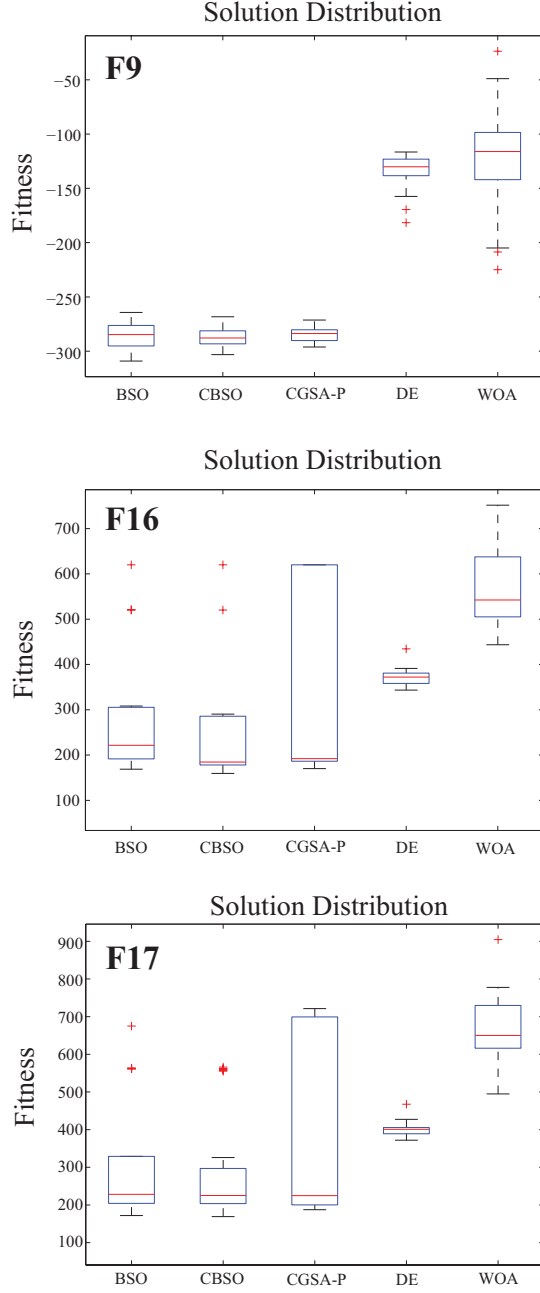 Solution Distribution
F9
Fitness
−50
−100
−150
−200
−250
−300
BSO CBSO CGSA-P DE WOA
Solution Distribution
F16
Fitness
700
600
500
400
300
200
100
BSO CBSO CGSA-P DE WOA
Solution Distribution
F17
Fitness
900
800
700
600
500
400
300
200
100
BSO CBSO CGSA-P DE WOA